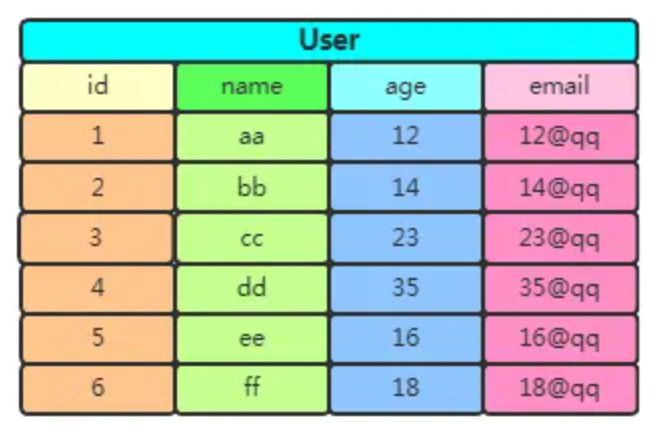 User
id name age email
1 aa 12 12@qq
2 bb 14 14@qq
3 cc 23 23@qq
4 dd 35 35@qq
5 ee 16 16@qq
6 ff 18 18@qq